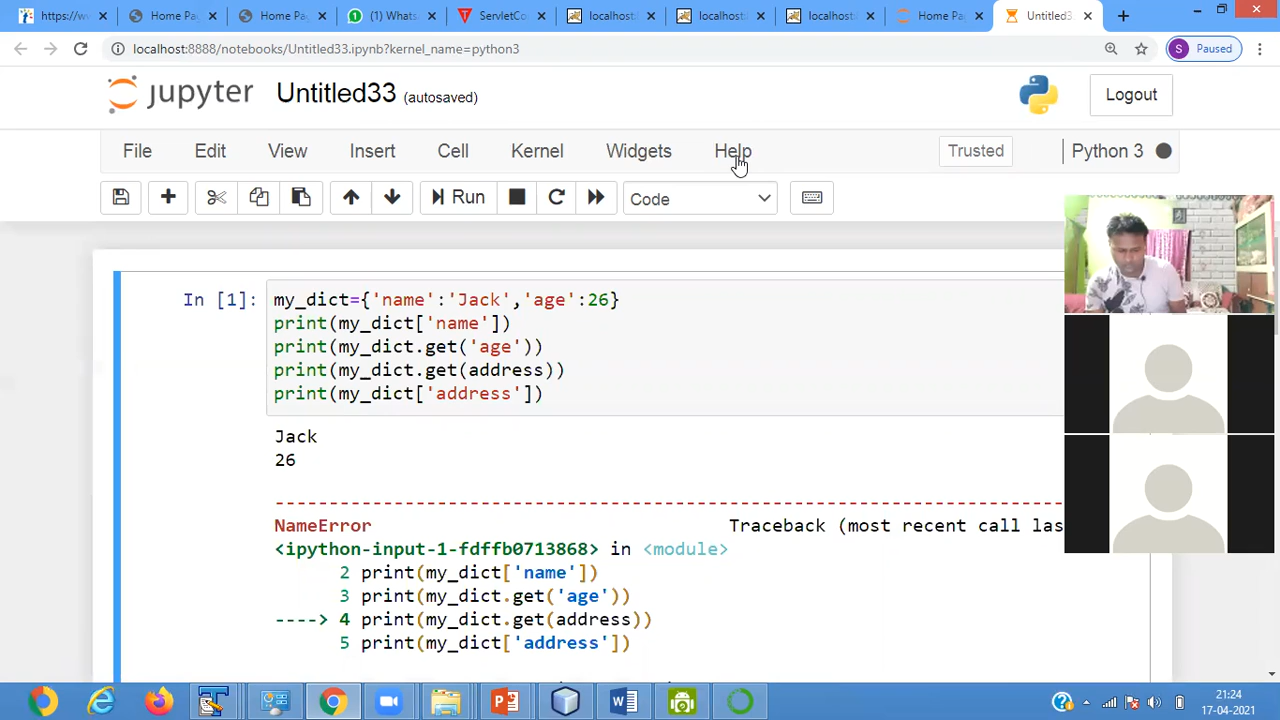 https://w
Home Pa
Home Pa
(1) Whats
ServletCo
localhost
localhost
localhost
Home Pa
Untitled3
localhost:8888/notebooks/Untitled33.ipynb?kernel_name=python3
S Paused
jupyter Untitled33 (autosaved)
Logout
File Edit View Insert Cell Kernel Widgets Help
Trusted
Python 3
Run
Code
In [1]: my_dict={'name':'Jack','age':26}
print(my_dict['name'])
print(my_dict.get('age'))
print(my_dict.get(address))
print(my_dict['address'])
Jack
26
NameError Traceback (most recent call las
<ipython-input-1-fdffb0713868> in <module>
2 print(my_dict['name'])
3 print(my_dict.get('age'))
----> 4 print(my_dict.get(address))
5 print(my_dict['address'])
21:24
17-04-2021